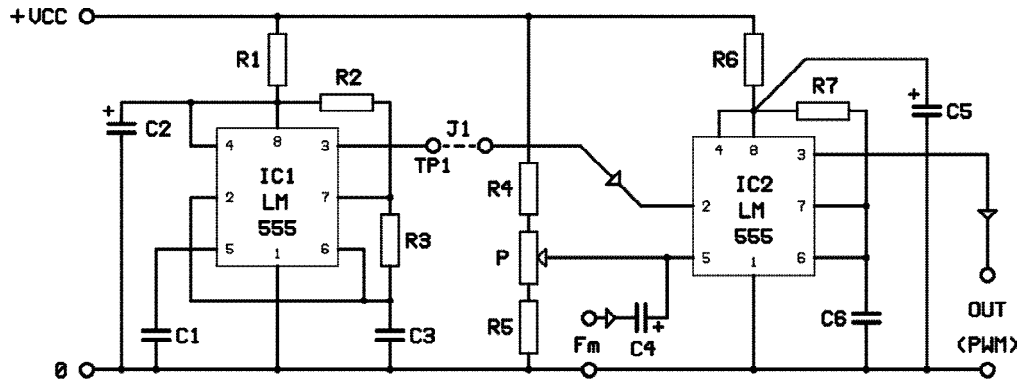 +VCC
R1
R2
R6
R7
+
C2
J1
TP1
+
C5
4
8
3
IC1
LM
555
2
7
5
1
6
R3
R4
P
R5
4
8
3
IC2
LM
555
2
7
5
1
6
C1
C3
Fm
C4
+
C6
OUT
(PWM)
0